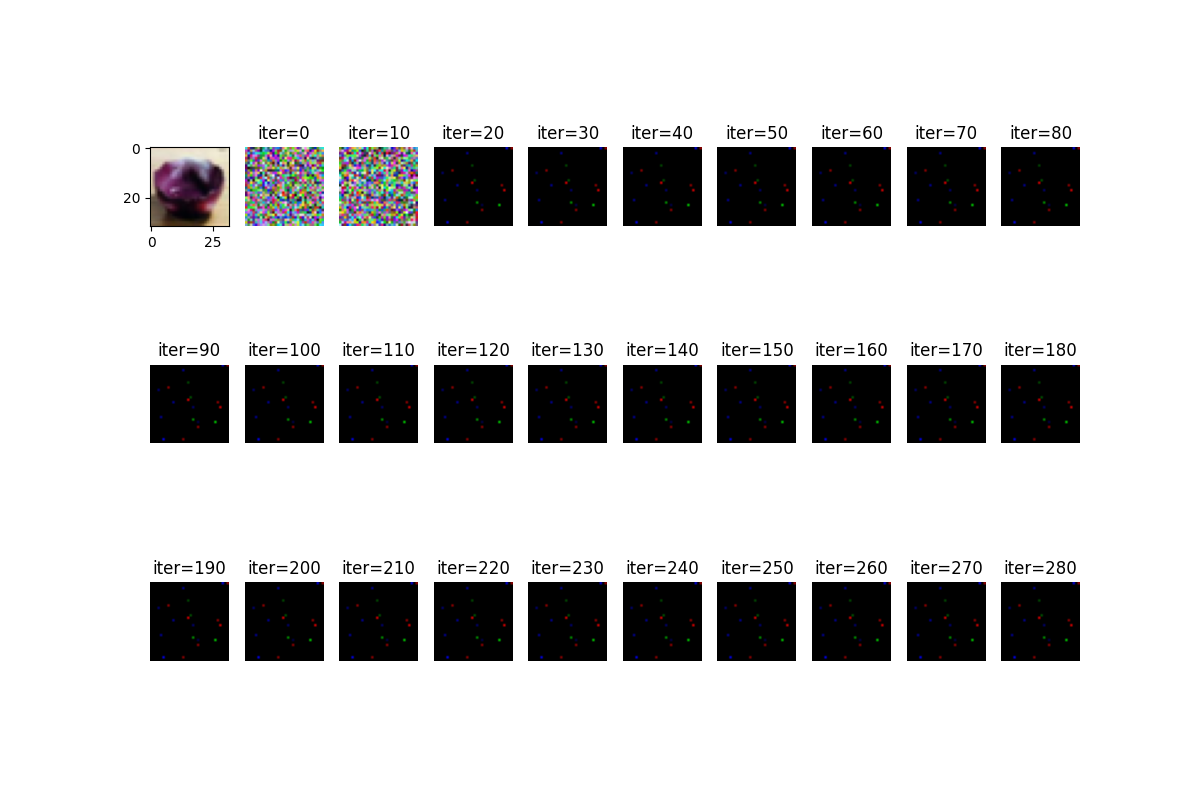 iter=0 iter=10 iter=20 iter=30 iter=40 iter=50 iter=60 iter=70 iter=80
0
20
0 25
iter=90 iter=100 iter=110 iter=120 iter=130 iter=140 iter=150 iter=160 iter=170 iter=180
iter=190 iter=200 iter=210 iter=220 iter=230 iter=240 iter=250 iter=260 iter=270 iter=280